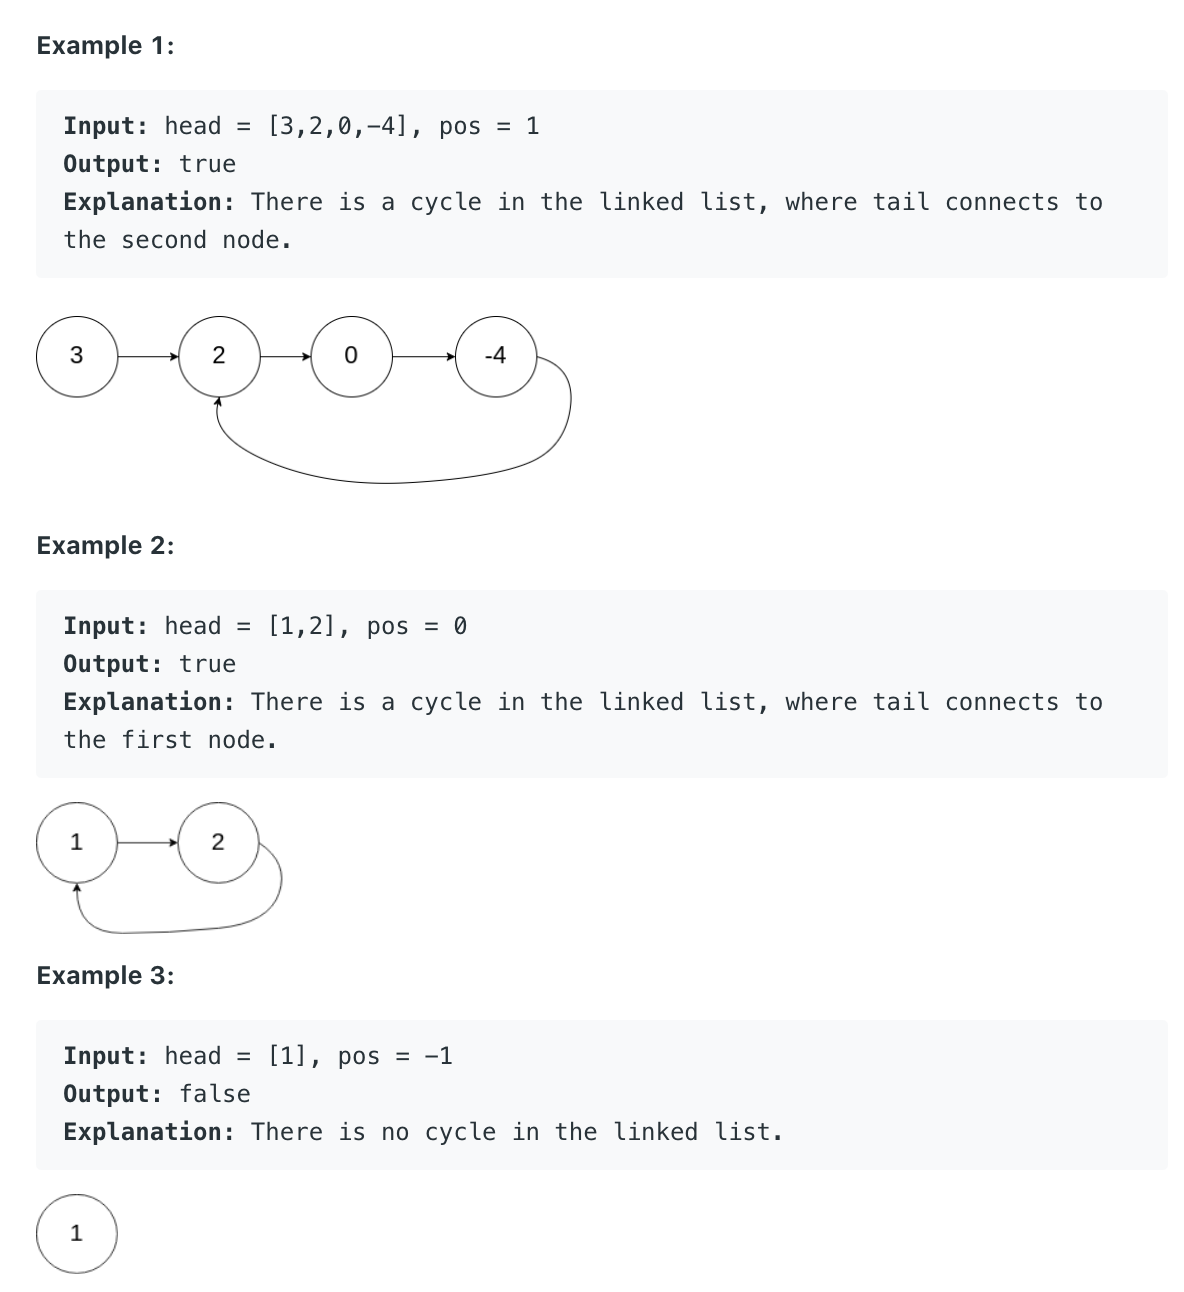 Example 1:
Input: head = [3,2,0,-4], pos = 1
Output: true
Explanation: There is a cycle in the linked list, where tail connects to
the second node.
3 2 0 -4
Example 2:
Input: head = [1,2], pos = 0
Output: true
Explanation: There is a cycle in the linked list, where tail connects to
the first node.
1 2
Example 3:
Input: head = [1], pos = -1
Output: false
Explanation: There is no cycle in the linked list.
1